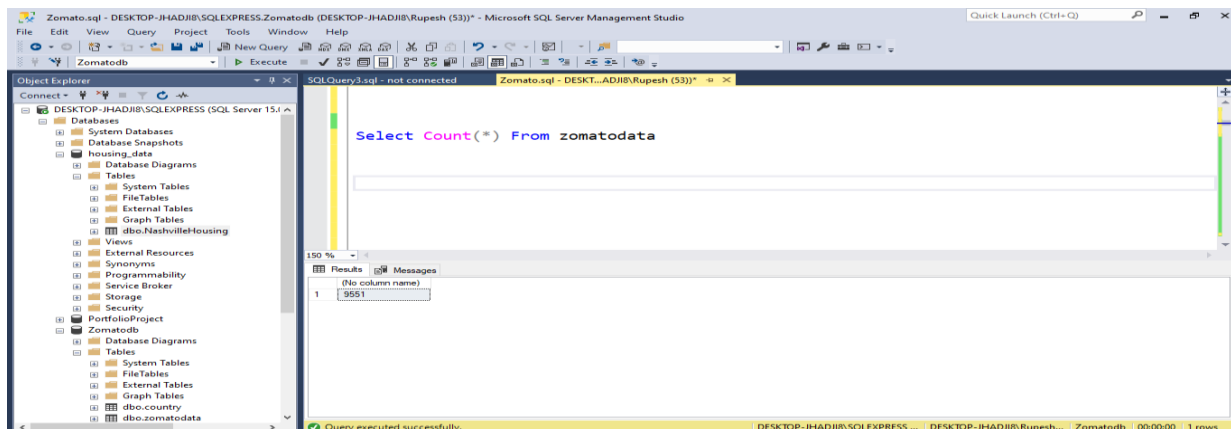 Zomato.sql - DESKTOP-JHADJI8\SQLEXPRESS.Zomatodb (DESKTOP-JHADJI8\Rupesh (53))* - Microsoft SQL Server Management Studio
Quick Launch (Ctrl+Q)
File Edit View Query Project Tools Window Help
New Query
Zomatodb
Execute
Object Explorer
SQLQuery3.sql - not connected
Zomato.sql - DESKT...ADJI8\Rupesh (53))*
Connect
DESKTOP-JHADJI8\SQLEXPRESS (SQL Server 15.
Databases
System Databases
Database Snapshots
housing_data
Database Diagrams
Tables
System Tables
FileTables
External Tables
Graph Tables
dbo.NashvilleHousing
Views
External Resources
Synonyms
Programmability
Service Broker
Storage
Security
PortfolioProject
Zomatodb
Database Diagrams
Tables
System Tables
FileTables
External Tables
Graph Tables
dbo.country
dbo.zomatodata
Select Count(*) From zomatodata
150 %
Results Messages
(No column name)
1 9551
Query executed successfully.
DESKTOP-JHADJI8\SQLEXPRESS ... DESKTOP-JHADJI8\Rupesh... Zomatodb 00:00:00 1 rows